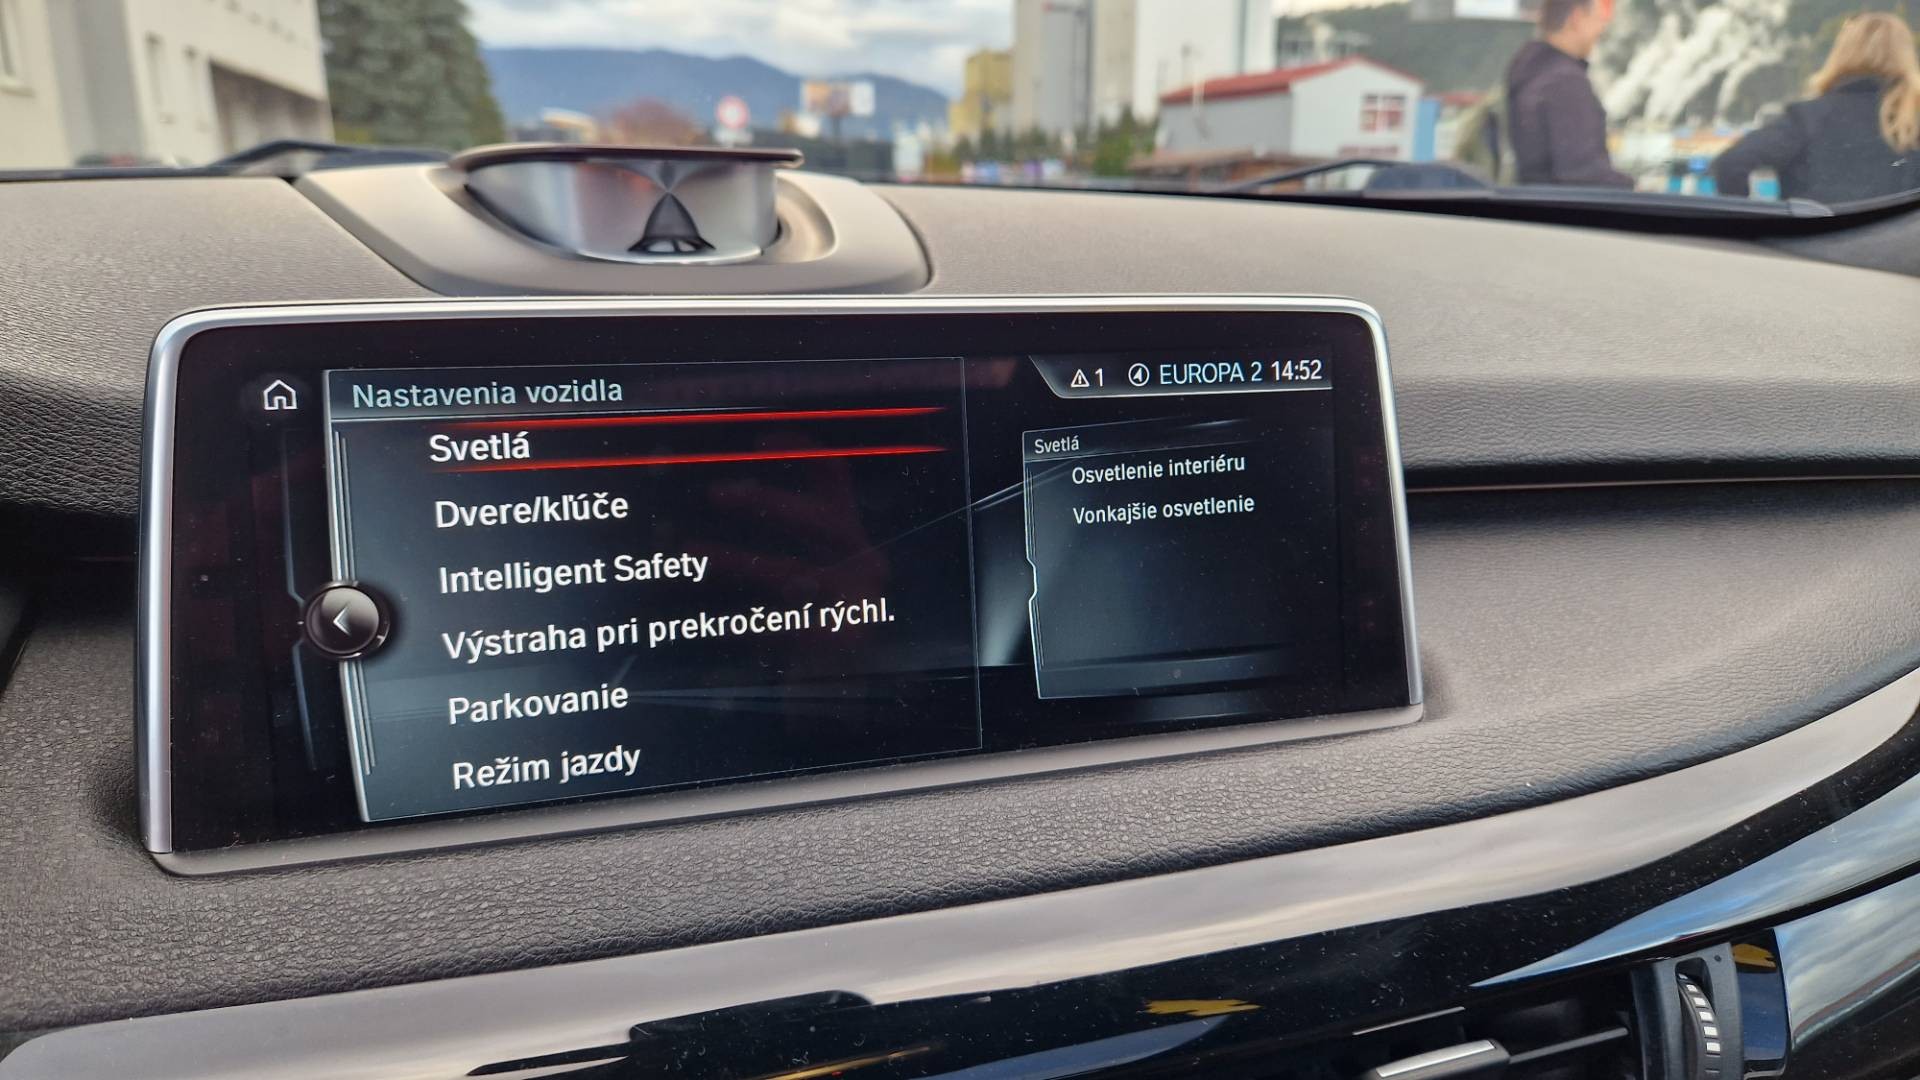 Nastavenia vozidla
Svetlá
Dvere/kľúče
Intelligent Safety
Výstraha pri prekročení rýchl.
Parkovanie
Režim jazdy
1 EUROPA 2 14:52
Svetlá
Osvetlenie interiéru
Vonkajšie osvetlenie